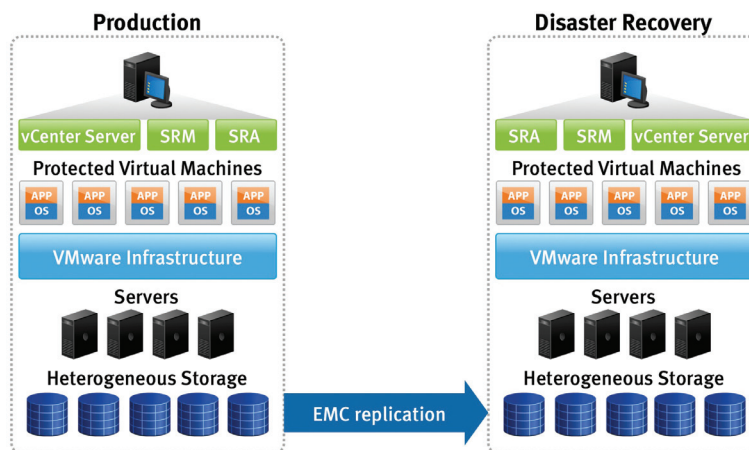 Production
vCenter Server SRM SRA
Protected Virtual Machines
APP APP APP APP APP
OS OS OS OS OS
VMware Infrastructure
Servers
Heterogeneous Storage
EMC replication
Disaster Recovery
SRA SRM vCenter Server
Protected Virtual Machines
APP APP APP APP APP
OS OS OS OS OS
VMware Infrastructure
Servers
Heterogeneous Storage